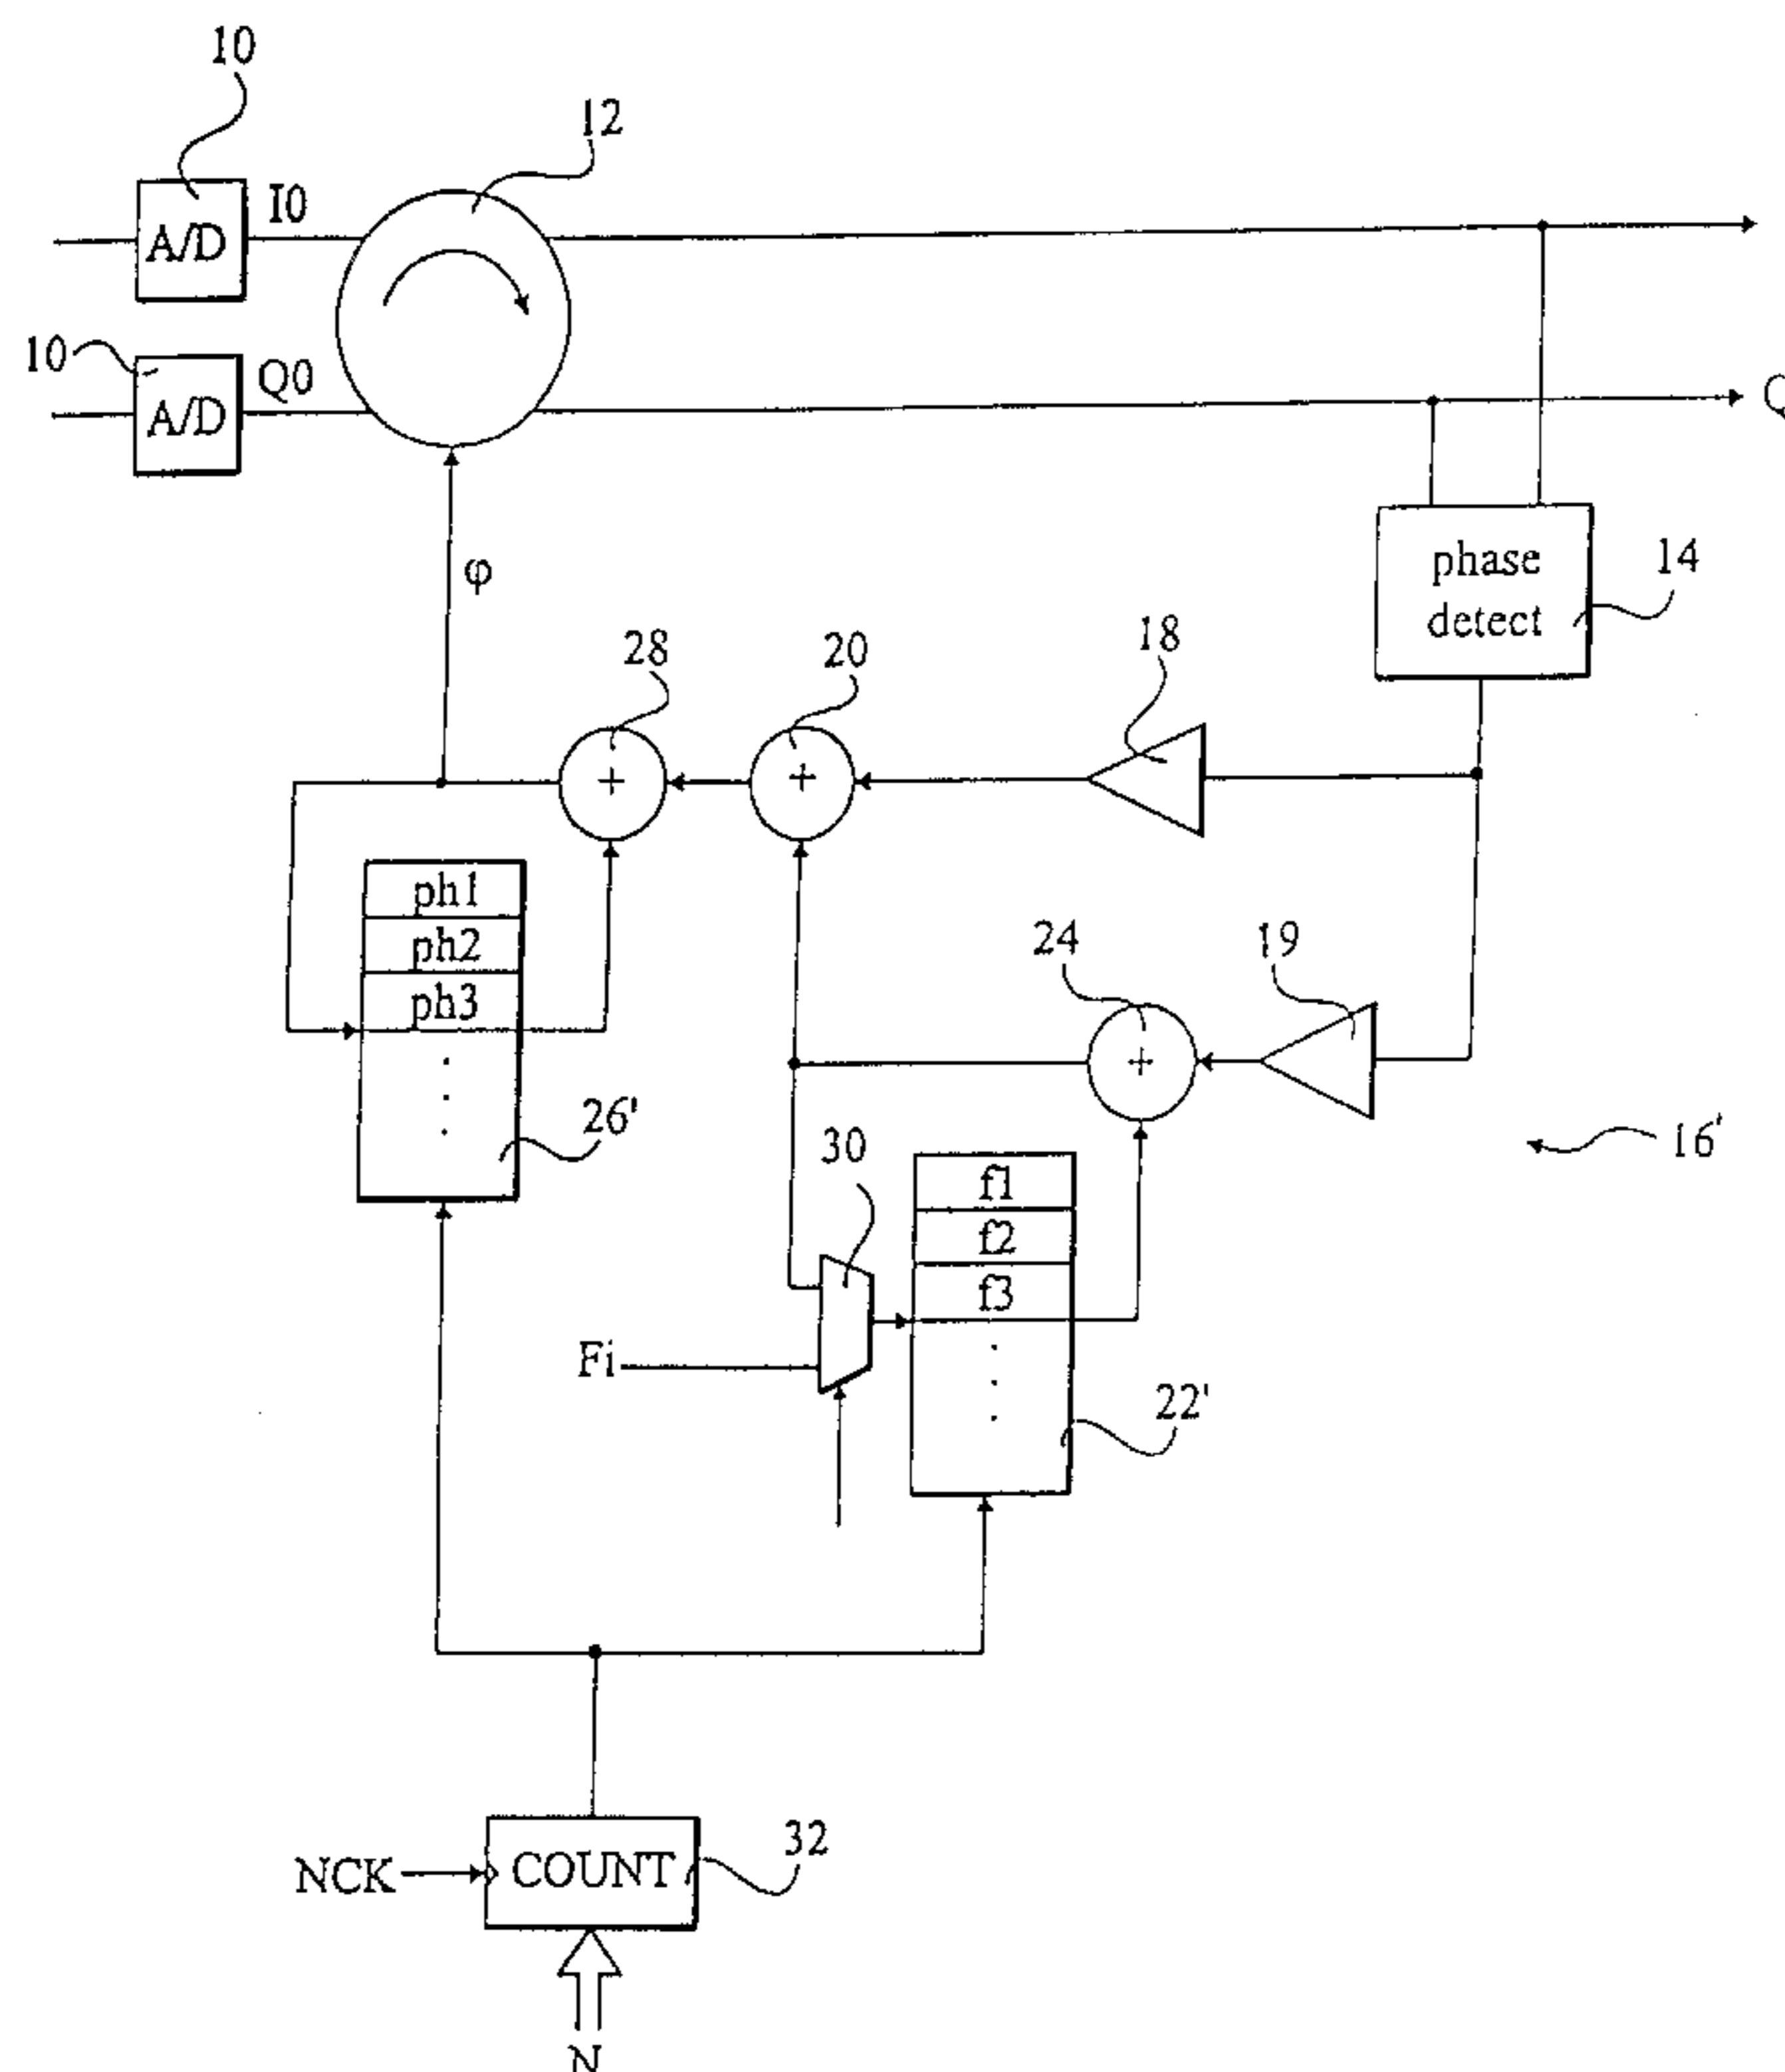 10
12
A/D
I0
10
A/D
Q0
Q
phase
detect
14
φ
28
20
18
+
+
ph1
ph2
ph3
24
19
+
26'
30
16'
f1
f2
f3
Fi
22'
NCK
COUNT
32
N